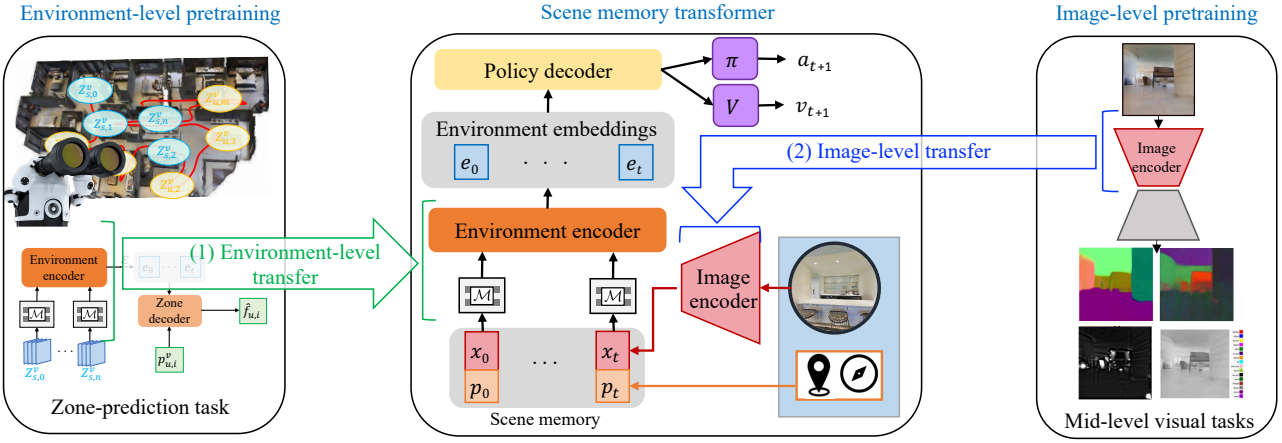 Environment-level pretraining
Z^v_{s,0}
Z^v_{u,m}
Z^v_{s,1}
Z^v_{s,n}
Z^v_{u,3}
Z^v_{s,2}
Z^v_{u,2}
Environment
encoder
e_0 · · · e_t
ℳ
ℳ
Zone
decoder
f̂_{u,i}
. . .
Z^v_{s,0}
Z^v_{s,n}
p^v_{u,i}
Zone-prediction task
(1) Environment-level
transfer
Scene memory transformer
Policy decoder
π
a_{t+1}
V
v_{t+1}
Environment embeddings
e_0 · · · e_t
Environment encoder
ℳ
ℳ
Image
encoder
x_0 . . . x_t
p_0 p_t
Scene memory
(2) Image-level transfer
Image-level pretraining
Image
encoder
Mid-level visual tasks